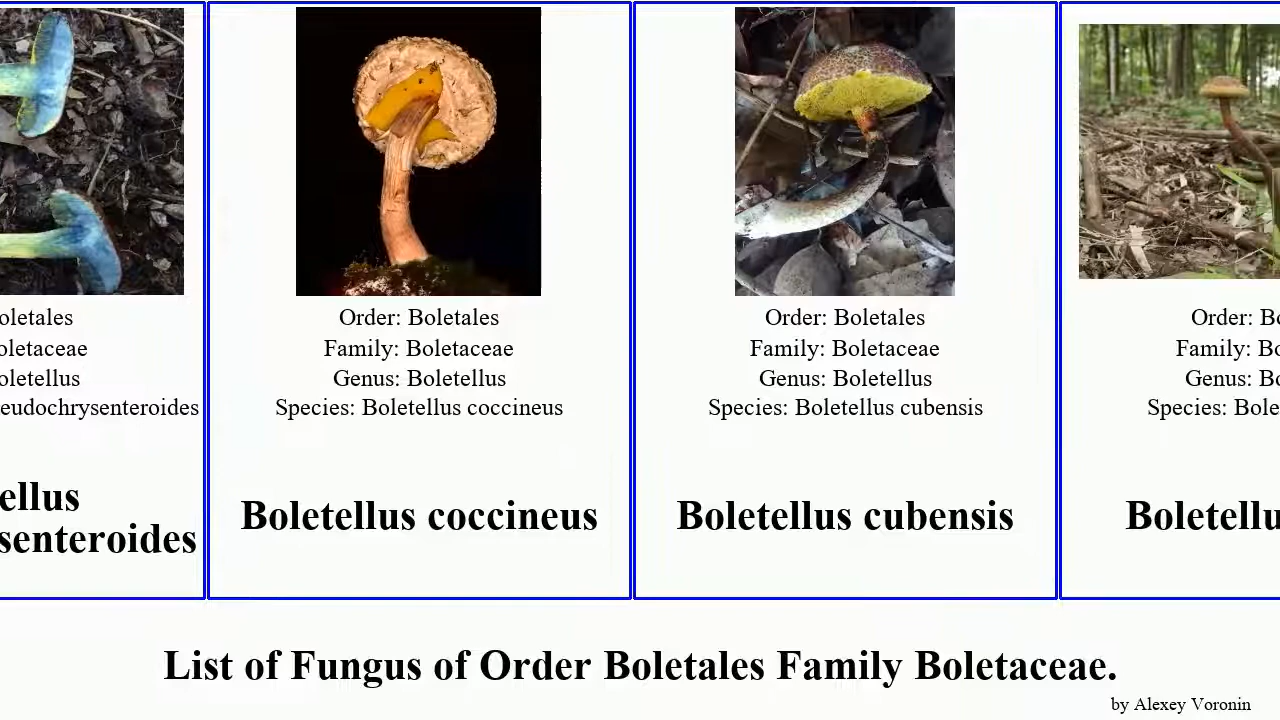 oletales
oletaceae
oletellus
eudochrysenteroides
ellus
senteroides
Order: Boletales
Family: Boletaceae
Genus: Boletellus
Species: Boletellus coccineus
Boletellus coccineus
Order: Boletales
Family: Boletaceae
Genus: Boletellus
Species: Boletellus cubensis
Boletellus cubensis
Order: Bo
Family: Bo
Genus: Bo
Species: Bole
Boletellu
List of Fungus of Order Boletales Family Boletaceae.
by Alexey Voronin